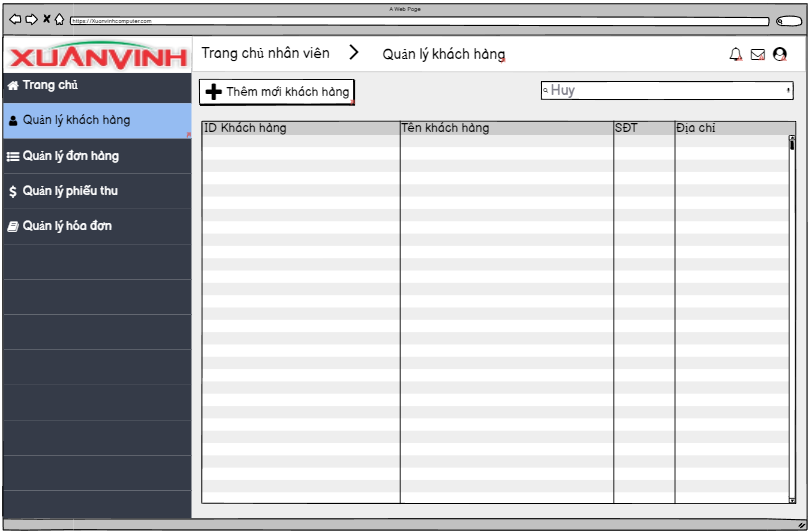 A Web Page
https://Xuanvinhcomputer.com
XUÂNVINH
Trang chủ nhân viên
Quản lý khách hàng
Trang chủ
Thêm mới khách hàng
Huy
Quản lý khách hàng
ID Khách hàng
Tên khách hàng
SĐT
Địa chỉ
Quản lý đơn hàng
Quản lý phiếu thu
Quản lý hóa đơn